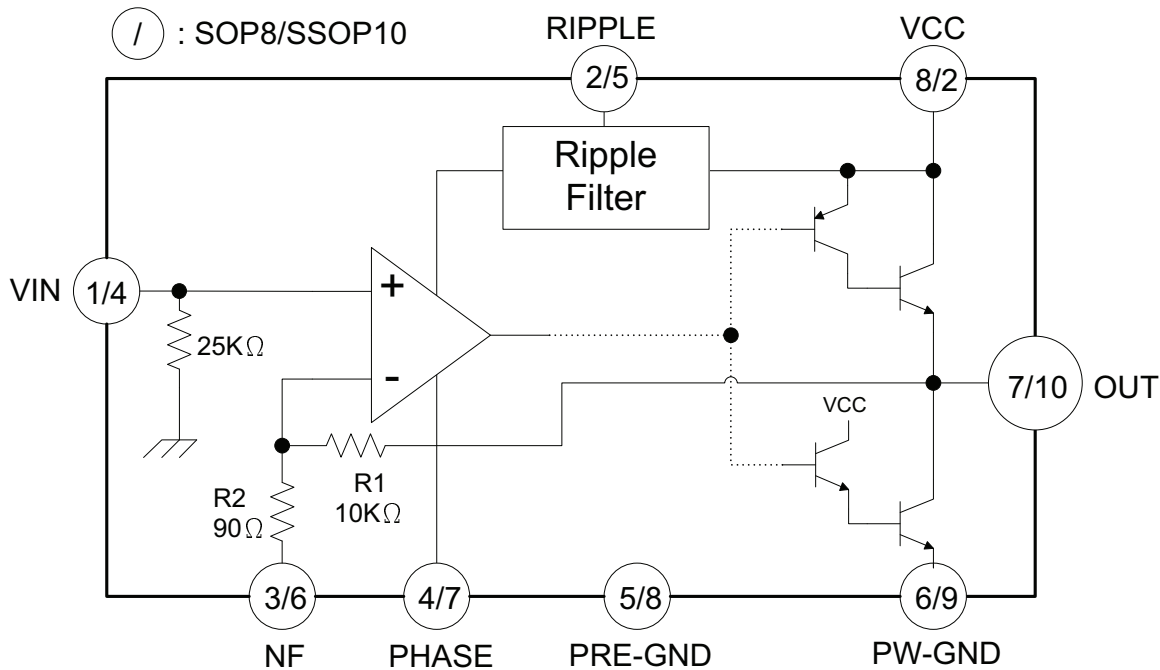 / : SOP8/SSOP10
RIPPLE
VCC
2/5
8/2
Ripple
Filter
VIN
1/4
+
-
25KΩ
7/10
OUT
VCC
R1
10KΩ
R2
90Ω
3/6
4/7
5/8
6/9
NF
PHASE
PRE-GND
PW-GND